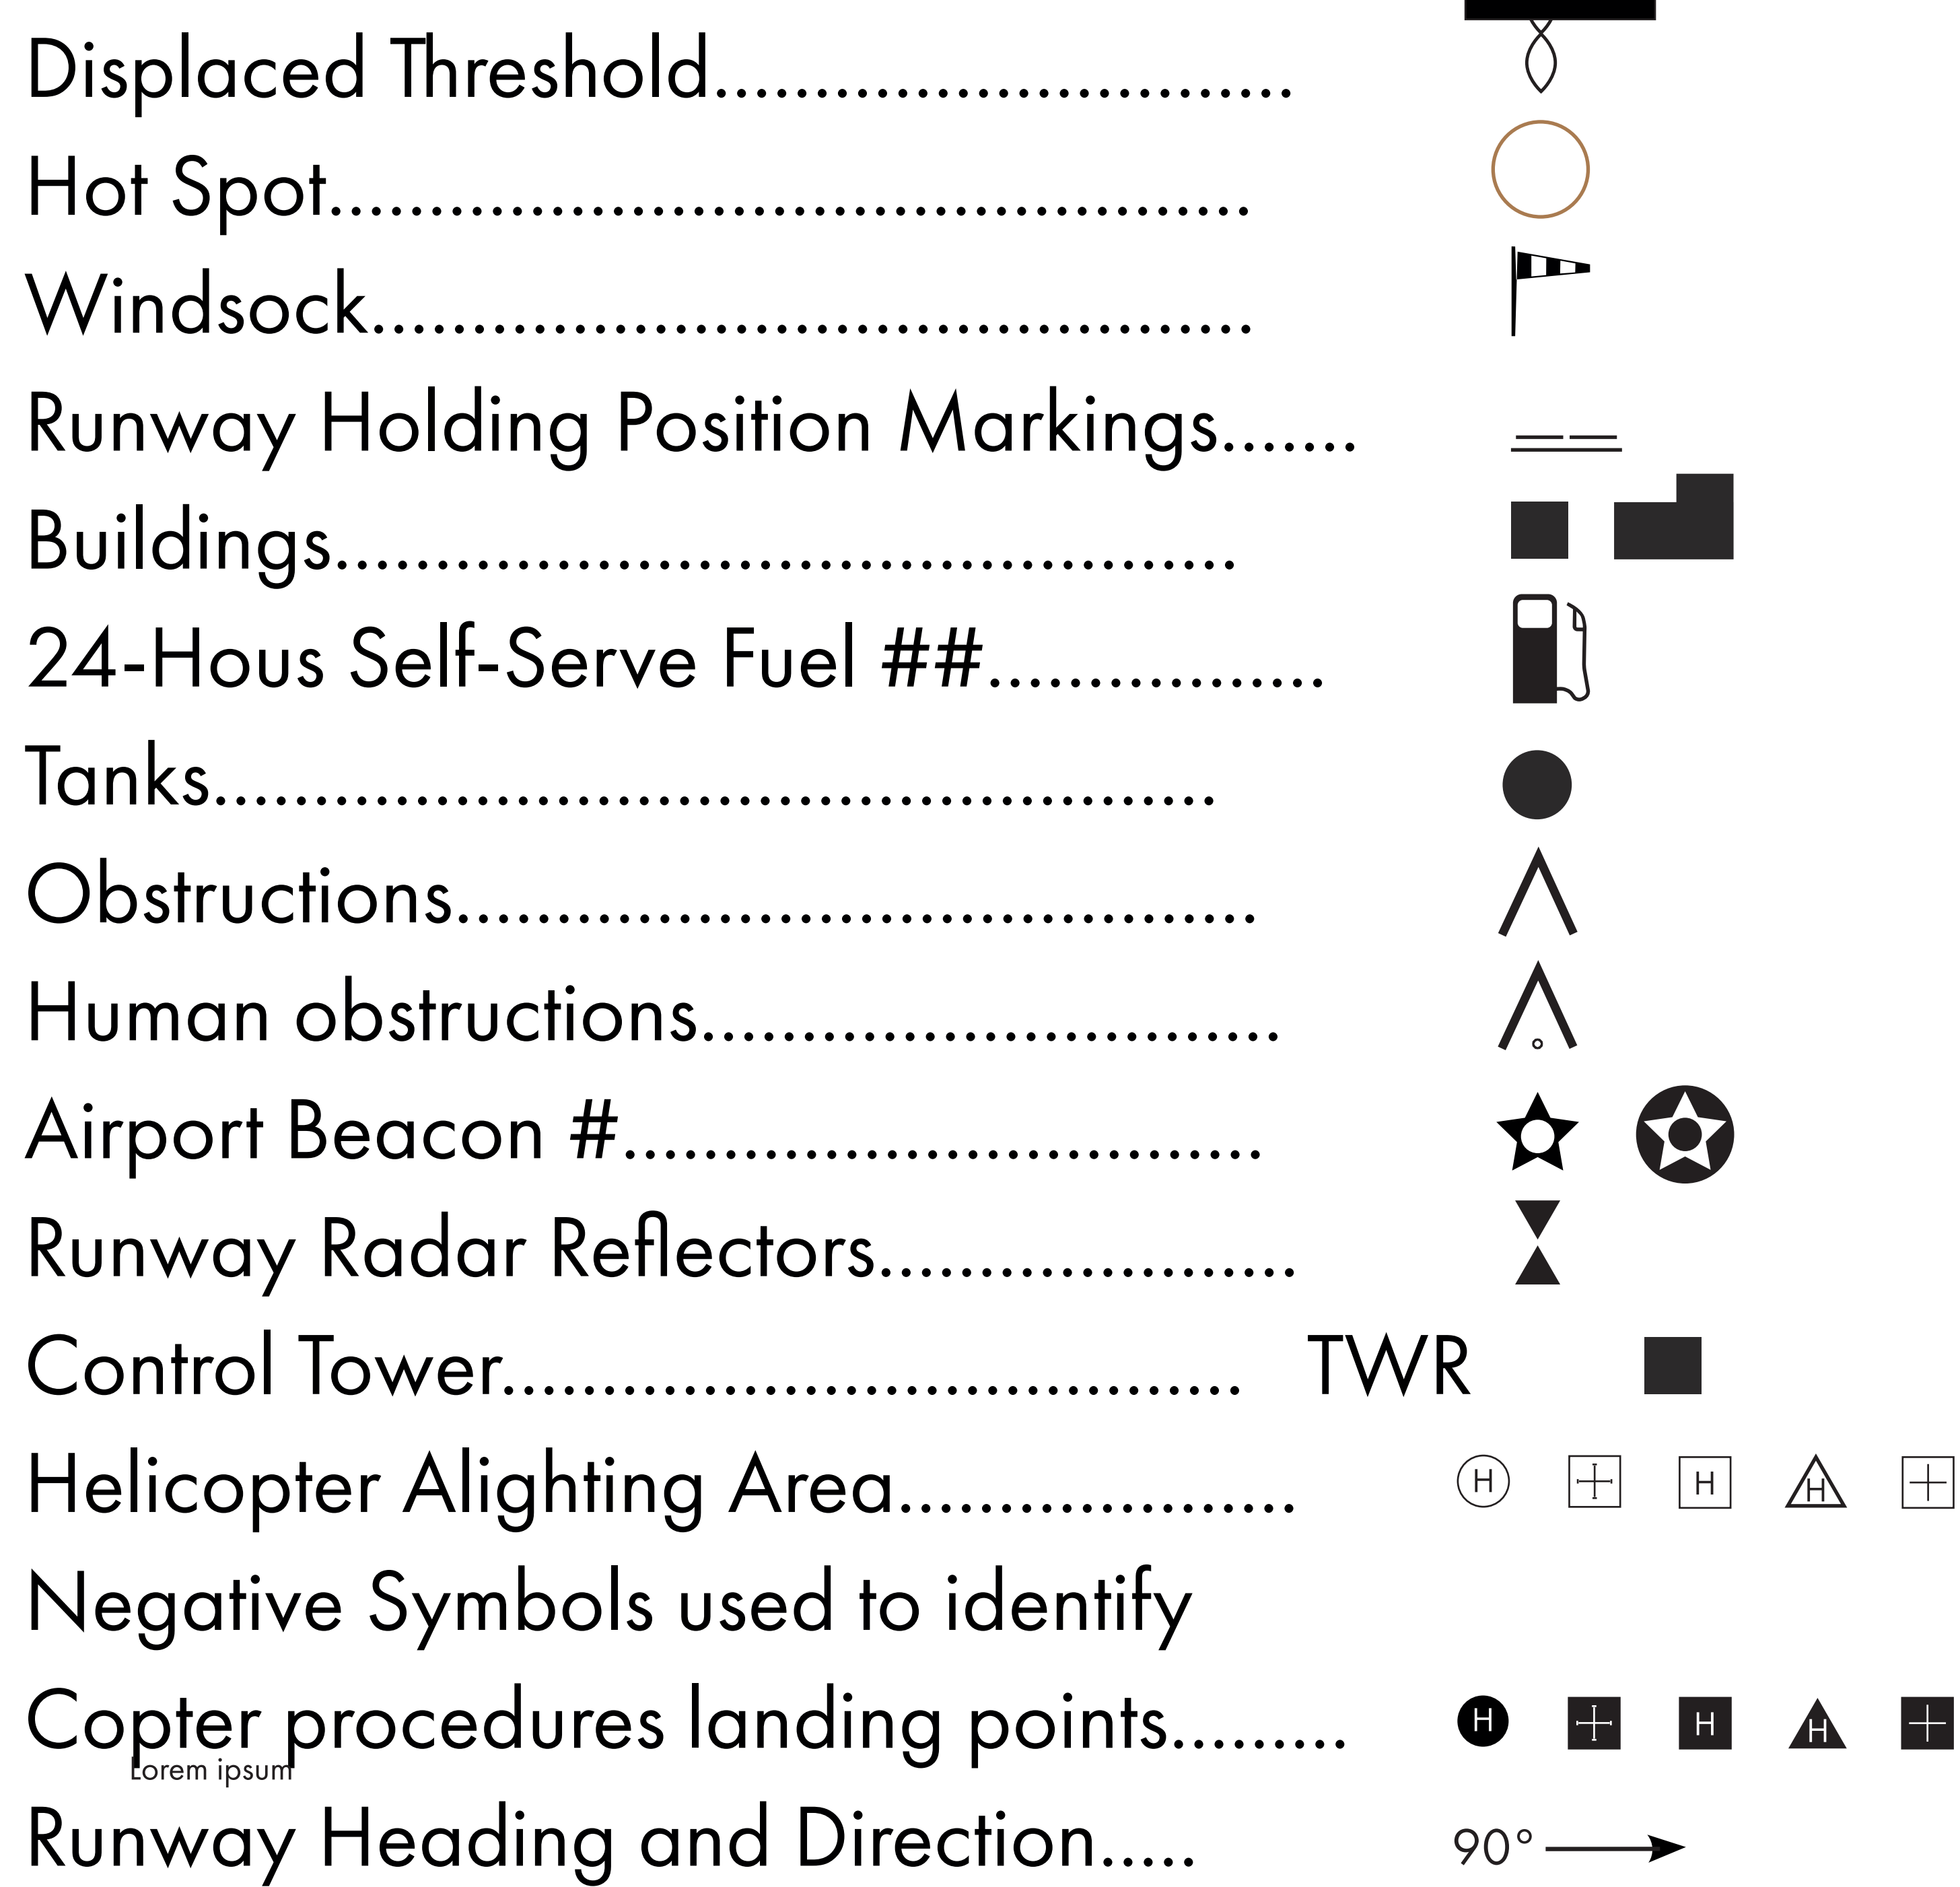 Displaced Threshold.............................
Hot Spot..............................................
Windsock............................................
Runway Holding Position Markings.......
Buildings.............................................
24-Hous Self-Serve Fuel ##.................
Tanks..................................................
Obstructions........................................
Human obstructions.............................
Airport Beacon #................................
Runway Radar Reflectors.....................
Control Tower..................................... TWR
Helicopter Alighting Area.................... H H H
Negative Symbols used to identify
Copter procedures landing points......... H H H
Lorem ipsum
Runway Heading and Direction..... 90°